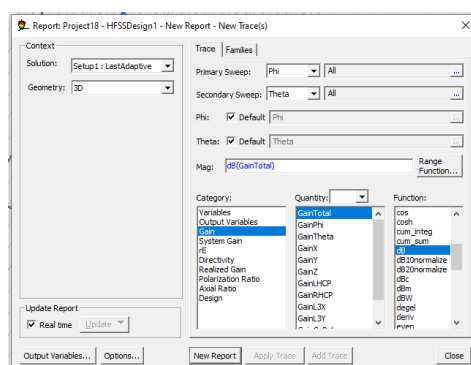 Report: Project18 - HFSSDesign1 - New Report - New Trace(s)
Context
Solution: Setup1 : LastAdaptive
Geometry: 3D
Update Report
Real time Update
Output Variables... Options...
Trace Families
Primary Sweep: Phi All ...
Secondary Sweep: Theta All ...
Phi: Default Phi ...
Theta: Default Theta ...
Mag: dB(GainTotal) Range Function...
Category: Quantity: Function:
Variables
Output Variables
Gain
System Gain
rE
Directivity
Realized Gain
Polarization Ratio
Axial Ratio
Design
GainTotal
GainPhi
GainTheta
GainX
GainY
GainZ
GainLHCP
GainRHCP
GainL3X
GainL3Y
cos
cosh
cum_integ
cum_sum
dB
dB10normalize
dB20normalize
dBc
dBm
dBW
degel
deriv
even
New Report Apply Trace Add Trace Close